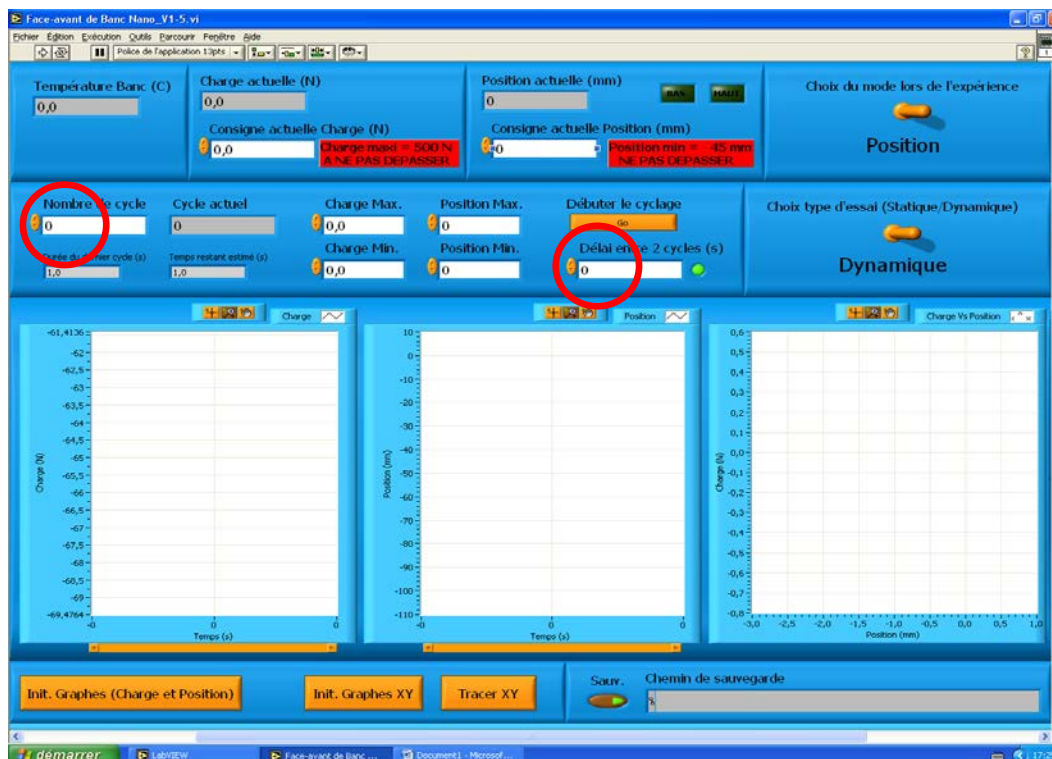 Face-avant de Banc Nano_V1-5.vi
Fichier Édition Exécution Outils Parcourir Fenêtre Aide
Police de l'application 13pts
Température Banc (C)
0,0
Charge actuelle (N)
0,0
Consigne actuelle Charge (N)
0,0
Charge maxi = 500 N
A NE PAS DEPASSER
Position actuelle (mm)
0
BAS
HAUT
Consigne actuelle Position (mm)
0
Position min = - 45 mm
NE PAS DEPASSER
Choix du mode lors de l'expérience
Position
Nombre de cycle
0
Cycle actuel
0
Durée du dernier cycle (s)
1,0
Temps restant estimé (s)
1,0
Charge Max.
0,0
Charge Min.
0,0
Position Max.
0
Position Min.
0
Débuter le cyclage
Go
Délai entre 2 cycles (s)
0
Choix type d'essai (Statique/Dynamique)
Dynamique
Charge
-61,4136
-62
-62,5
-63
-63,5
-64
-64,5
-65
-65,5
-66
-66,5
-67
-67,5
-68
-68,5
-69
-69,4764
Charge (N)
-0
0
Temps (s)
Position
10
0
-10
-20
-30
-40
-50
-60
-70
-80
-90
-100
-110
Position (mm)
-0
0
0
Temps (s)
Charge Vs Position
0,6
0,5
0,4
0,3
0,2
0,1
0,0
-0,1
-0,2
-0,3
-0,4
-0,5
-0,6
-0,7
-0,8
Charge (N)
-3,0 -2,5 -2,0 -1,5 -1,0 -0,5 0,0 0,5 1,0
Position (mm)
Init. Graphes (Charge et Position)
Init. Graphes XY
Tracer XY
Sauv.
Chemin de sauvegarde
démarrer
LabVIEW
Face-avant de Banc ...
Document1 - Microsof...